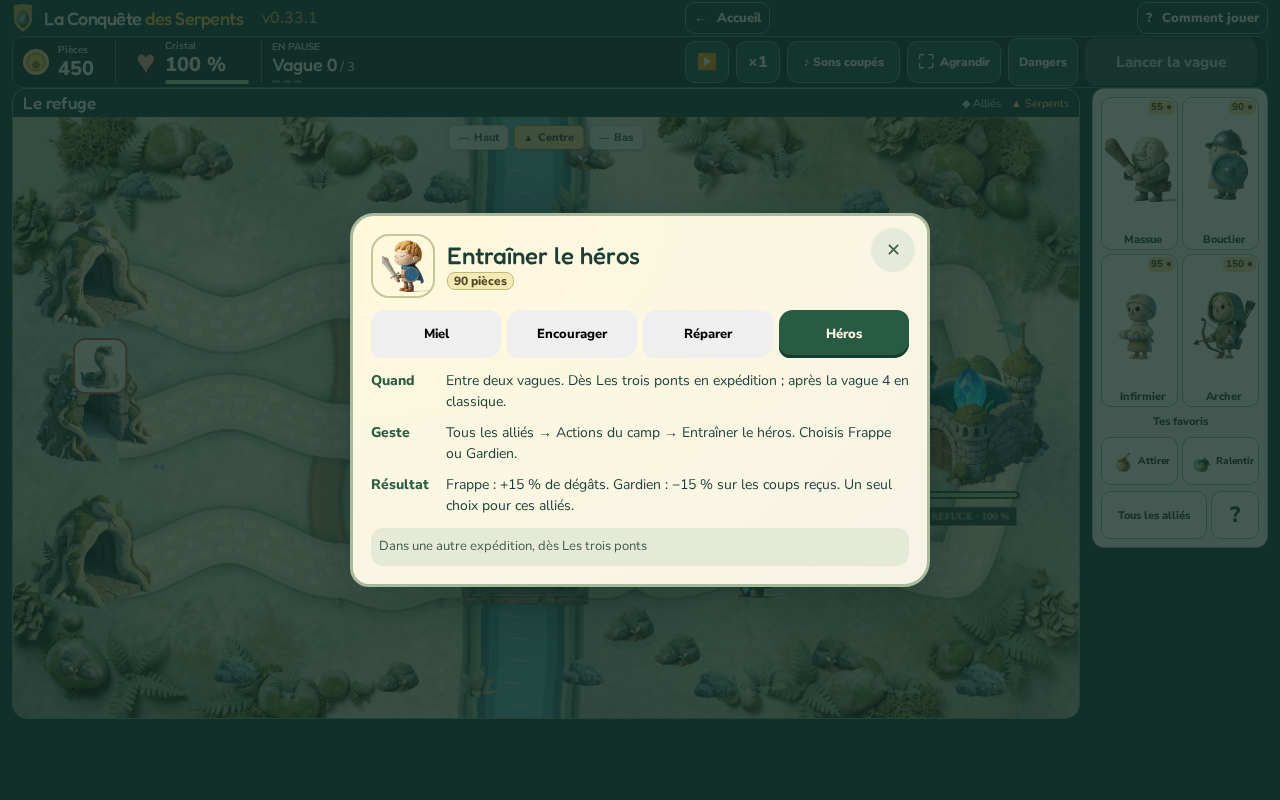 La Conquête des Serpents v0.33.1
← Accueil
? Comment jouer
Pièces
450
Cristal
100 %
EN PAUSE
Vague 0 / 3
×1
♪ Sons coupés
Agrandir
Dangers
Lancer la vague
Le refuge
◆ Alliés ▲ Serpents
— Haut
▲ Centre
— Bas
55
90
Massue
Bouclier
95
150
Infirmier
Archer
Tes favoris
Attirer
Ralentir
Tous les alliés
?
Entraîner le héros
90 pièces
✕
Miel
Encourager
Réparer
Héros
Quand
Entre deux vagues. Dès Les trois ponts en expédition ; après la vague 4 en
classique.
Geste
Tous les alliés → Actions du camp → Entraîner le héros. Choisis Frappe
ou Gardien.
Résultat
Frappe : +15 % de dégâts. Gardien : −15 % sur les coups reçus. Un seul
choix pour ces alliés.
Dans une autre expédition, dès Les trois ponts
REFUGE · 100 %